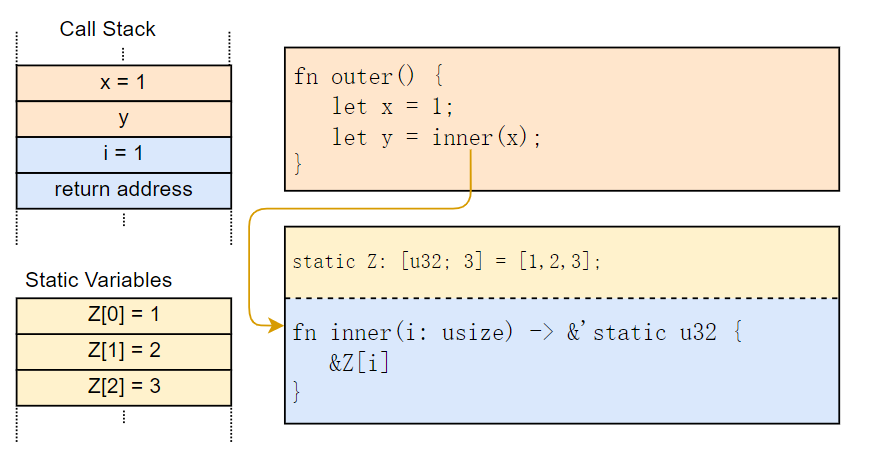 Call Stack
x = 1
y
i = 1
return address
Static Variables
Z[0] = 1
Z[1] = 2
Z[2] = 3
fn outer() {
let x = 1;
let y = inner(x);
}
static Z: [u32; 3] = [1,2,3];
fn inner(i: usize) -> &'static u32 {
&Z[i]
}